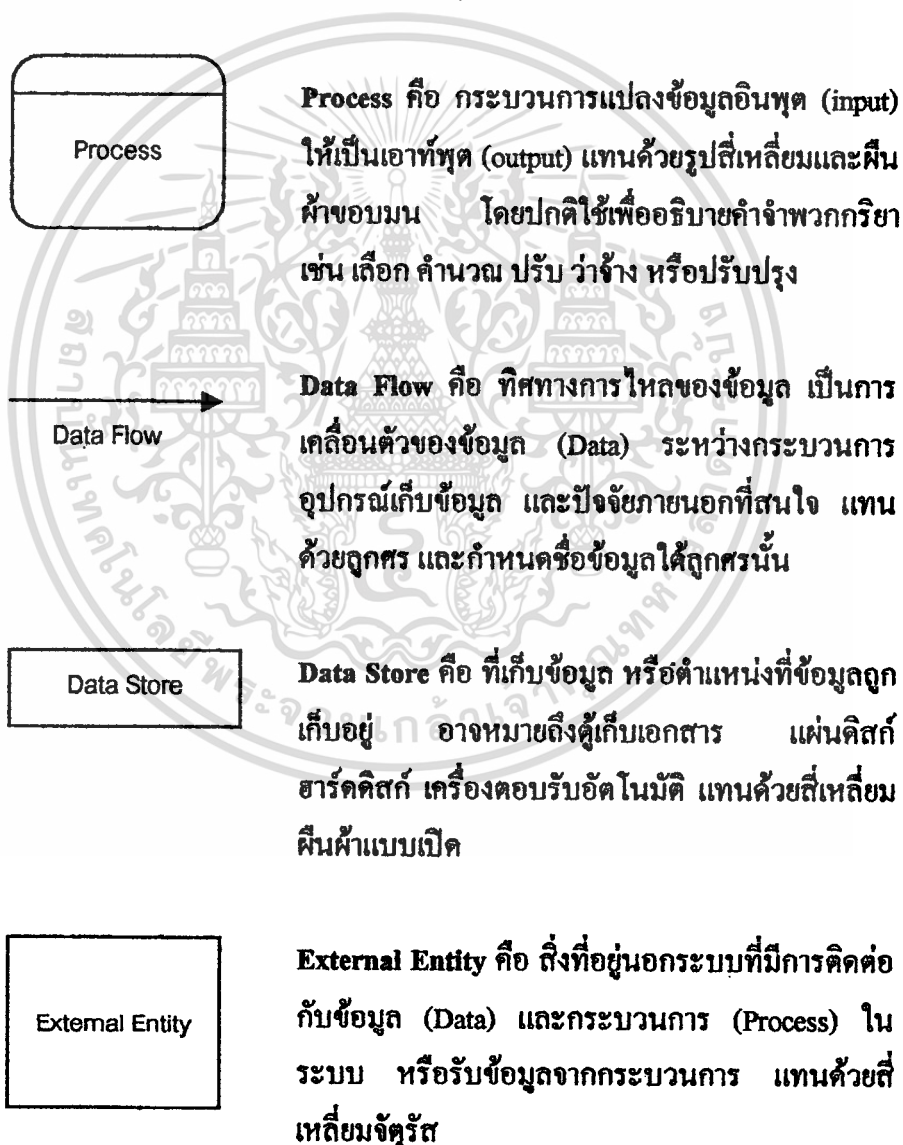 Process
Process คือ กระบวนการแปลงข้อมูลอินพุต (input)
ให้เป็นเอาท์พุต (output) แทนด้วยรูปสี่เหลี่ยมและผืน
ผ้าขอบมน โดยปกติใช้เพื่ออธิบายคำจำพวกกริยา
เช่น เลือก คำนวณ ปรับ ว่าจ้าง หรือปรับปรุง
Data Flow
Data Flow คือ ทิศทางการไหลของข้อมูล เป็นการ
เคลื่อนตัวของข้อมูล (Data) ระหว่างกระบวนการ
อุปกรณ์เก็บข้อมูล และปัจจัยภายนอกที่สนใจ แทน
ด้วยลูกศร และกำหนดชื่อข้อมูลใต้ลูกศรนั้น
Data Store
Data Store คือ ที่เก็บข้อมูล หรือตำแหน่งที่ข้อมูลถูก
เก็บอยู่ อาจหมายถึงตู้เก็บเอกสาร แผ่นดิสก์
ฮาร์ดดิสก์ เครื่องตอบรับอัตโนมัติ แทนด้วยสี่เหลี่ยม
ผืนผ้าแบบเปิด
External Entity
External Entity คือ สิ่งที่อยู่นอกระบบที่มีการติดต่อ
กับข้อมูล (Data) และกระบวนการ (Process) ใน
ระบบ หรือรับข้อมูลจากกระบวนการ แทนด้วยสี่
เหลี่ยมจัตุรัส